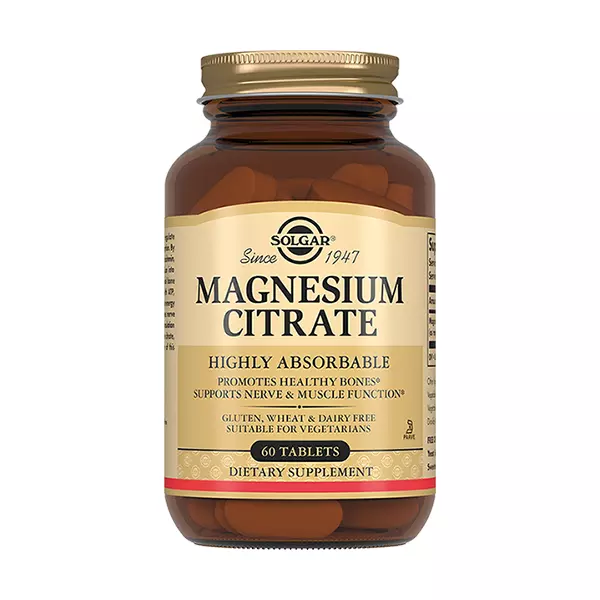 SOLGAR®
Since 1947
MAGNESIUM
CITRATE
HIGHLY ABSORBABLE
PROMOTES HEALTHY BONES*
SUPPORTS NERVE & MUSCLE FUNCTION*
GLUTEN, WHEAT & DAIRY FREE
SUITABLE FOR VEGETARIANS
PARVE
60 TABLETS
DIETARY SUPPLEMENT